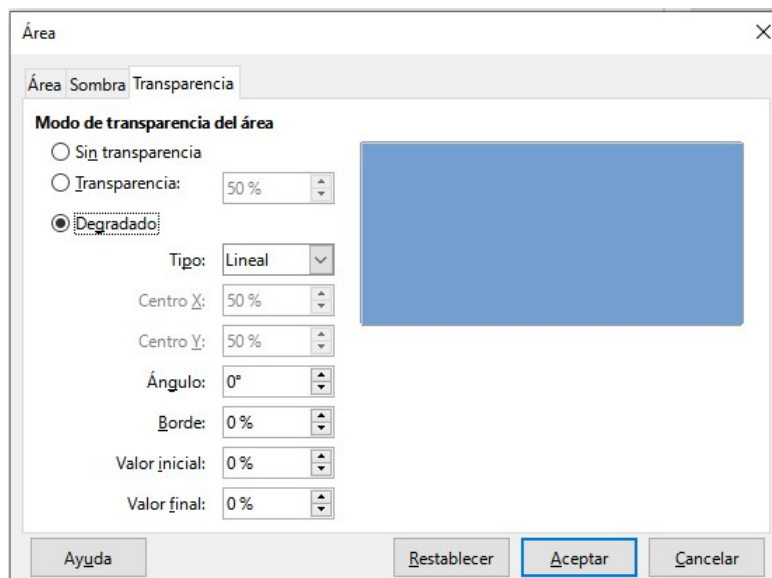 Área
Área Sombra Transparencia
Modo de transparencia del área
Sin transparencia
Transparencia: 50 %
Degradado
Tipo: Lineal
Centro X: 50 %
Centro Y: 50 %
Ángulo: 0°
Borde: 0 %
Valor inicial: 0 %
Valor final: 0 %
Ayuda Restablecer Aceptar Cancelar